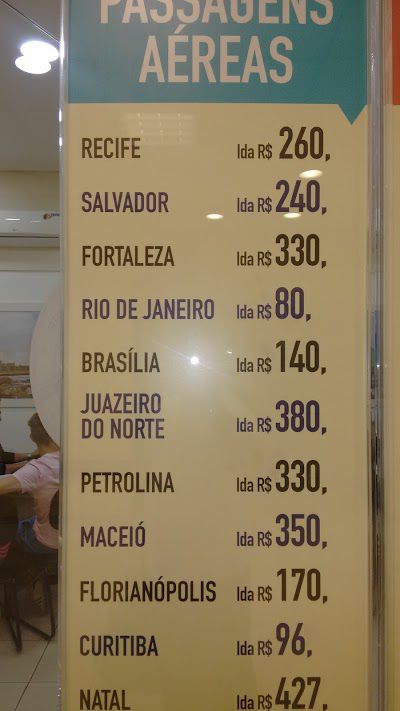 PASSAGENS
AÉREAS
RECIFE Ida R$ 260,
SALVADOR Ida R$ 240,
FORTALEZA Ida R$ 330,
RIO DE JANEIRO Ida R$ 80,
BRASÍLIA Ida R$ 140,
JUAZEIRO
DO NORTE Ida R$ 380,
PETROLINA Ida R$ 330,
MACEIÓ Ida R$ 350,
FLORIANÓPOLIS Ida R$ 170,
CURITIBA Ida R$ 96,
NATAL Ida R$ 427,